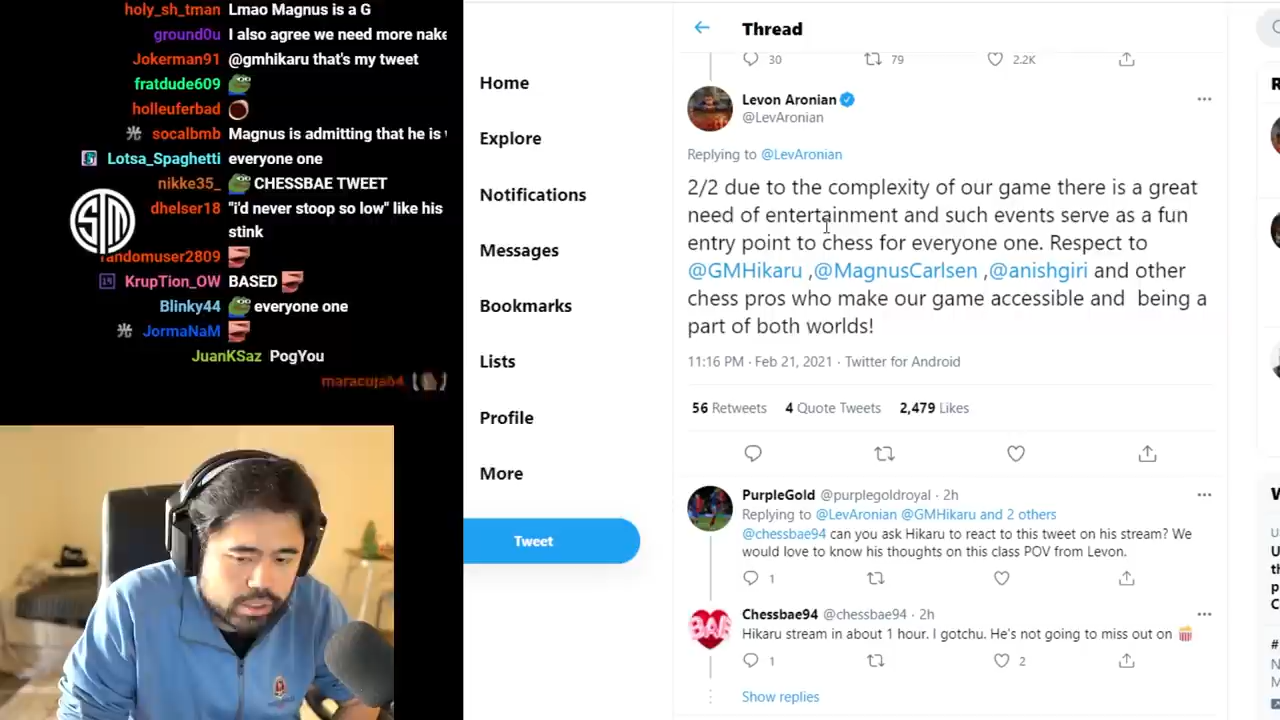 holy_sh_tman Lmao Magnus is a G
ground0u I also agree we need more nake
Jokerman91 @gmhikaru that's my tweet
fratdude609
holleuferbad
光 socalbmb Magnus is admitting that he is
Lotsa_Spaghetti everyone one
nikke35_ CHESSBAE TWEET
dhelser18 "i'd never stoop so low" like his
stink
randomuser2809
KrupTion_OW BASED
Blinky44 everyone one
光 JormaNaM
JuanKSaz PogYou
maracuja64
TSM
Home
Explore
Notifications
Messages
Bookmarks
Lists
Profile
More
Tweet
Thread
30 79 2.2K
Levon Aronian
@LevAronian
Replying to @LevAronian
2/2 due to the complexity of our game there is a great
need of entertainment and such events serve as a fun
entry point to chess for everyone one. Respect to
@GMHikaru ,@MagnusCarlsen ,@anishgiri and other
chess pros who make our game accessible and being a
part of both worlds!
11:16 PM · Feb 21, 2021 · Twitter for Android
56 Retweets 4 Quote Tweets 2,479 Likes
PurpleGold @purplegoldroyal · 2h
Replying to @LevAronian @GMHikaru and 2 others
@chessbae94 can you ask Hikaru to react to this tweet on his stream? We
would love to know his thoughts on this class POV from Levon.
1
BAE
Chessbae94 @chessbae94 · 2h
Hikaru stream in about 1 hour. I gotchu. He's not going to miss out on
1 2
Show replies